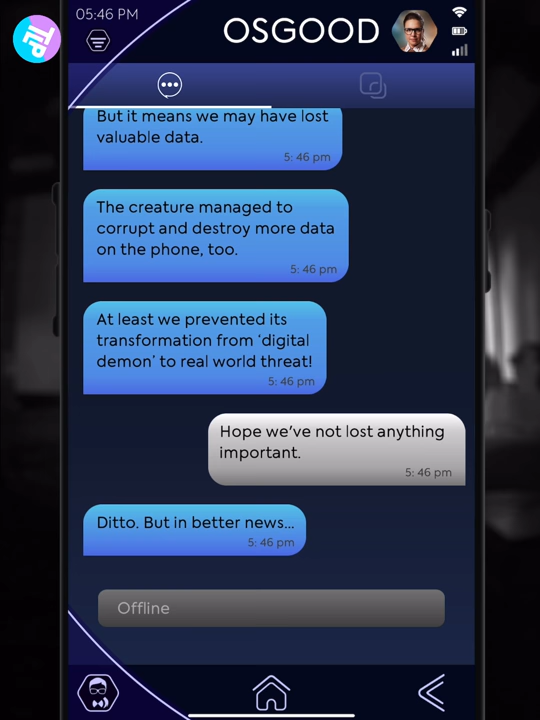 05:46 PM
OSGOOD
But it means we may have lost
valuable data.
5: 46 pm
The creature managed to
corrupt and destroy more data
on the phone, too.
5: 46 pm
At least we prevented its
transformation from ‘digital
demon’ to real world threat!
5: 46 pm
Hope we've not lost anything
important.
5: 46 pm
Ditto. But in better news...
5: 46 pm
Offline